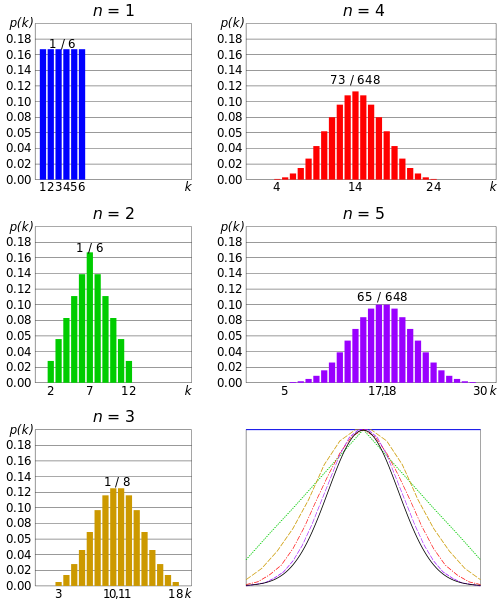 n = 1
p(k)
0.18
0.16
0.14
0.12
0.10
0.08
0.06
0.04
0.02
0.00
1 / 6
1 2 3 4 5 6 k
n = 2
p(k)
0.18
0.16
0.14
0.12
0.10
0.08
0.06
0.04
0.02
0.00
1 / 6
2 7 12 k
n = 3
p(k)
0.18
0.16
0.14
0.12
0.10
0.08
0.06
0.04
0.02
0.00
1 / 8
3 10,11 18 k
n = 4
p(k)
0.18
0.16
0.14
0.12
0.10
0.08
0.06
0.04
0.02
0.00
73 / 648
4 14 24 k
n = 5
p(k)
0.18
0.16
0.14
0.12
0.10
0.08
0.06
0.04
0.02
0.00
65 / 648
5 17,18 30 k